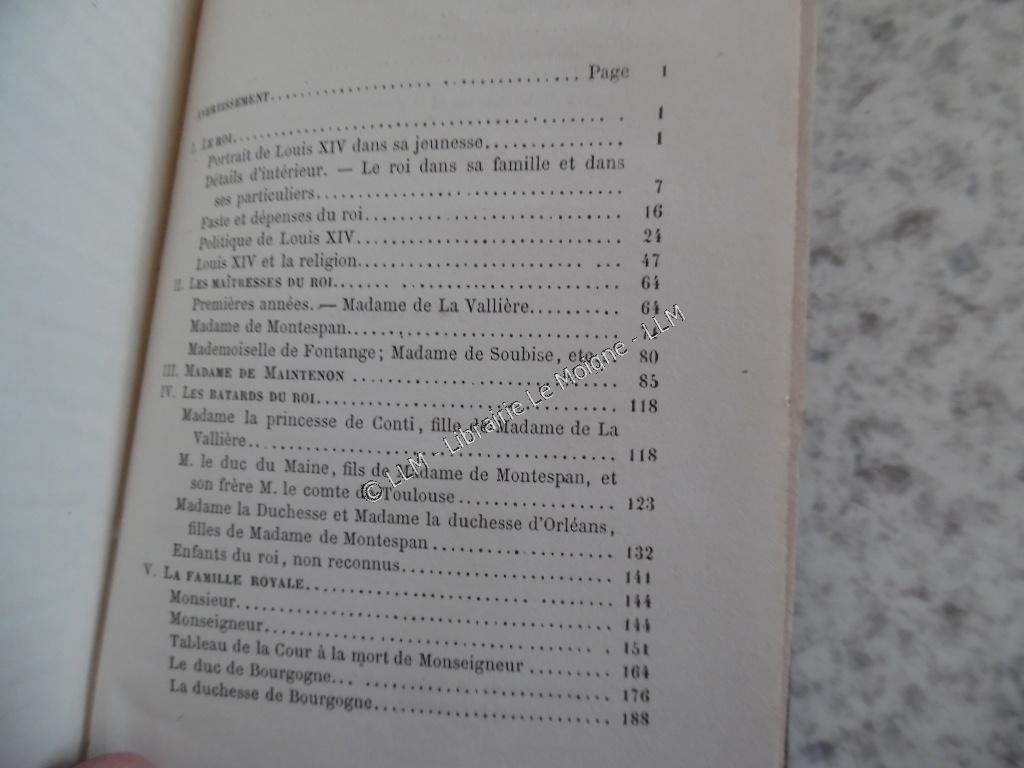 AVERTISSEMENT........................ Page 1
I. LE ROI................................ 1
Portrait de Louis XIV dans sa jeunesse............... 1
Détails d'intérieur. — Le roi dans sa famille et dans
ses particuliers.............................. 7
Faste et dépenses du roi.......................... 16
Politique de Louis XIV.......................... 24
Louis XIV et la religion.......................... 47
II. LES MAÎTRESSES DU ROI.......................... 64
Premières années. — Madame de La Vallière......... 64
Madame de Montespan..........................
Mademoiselle de Fontange; Madame de Soubise, etc.. 80
III. MADAME DE MAINTENON .......................... 85
IV. LES BATARDS DU ROI.......................... 118
Madame la princesse de Conti, fille de Madame de La
Vallière.................................. 118
M. le duc du Maine, fils de Madame de Montespan, et
son frère M. le comte de Toulouse............... 123
Madame la Duchesse et Madame la duchesse d'Orléans,
filles de Madame de Montespan.................. 132
Enfants du roi, non reconnus...................... 141
V. LA FAMILLE ROYALE.......................... 144
Monsieur.................................. 144
Monseigneur................................ 151
Tableau de la Cour à la mort de Monseigneur ........ 164
Le duc de Bourgogne.......................... 176
La duchesse de Bourgogne........................ 188
© LLM - Librairie Le Moigne - LLM